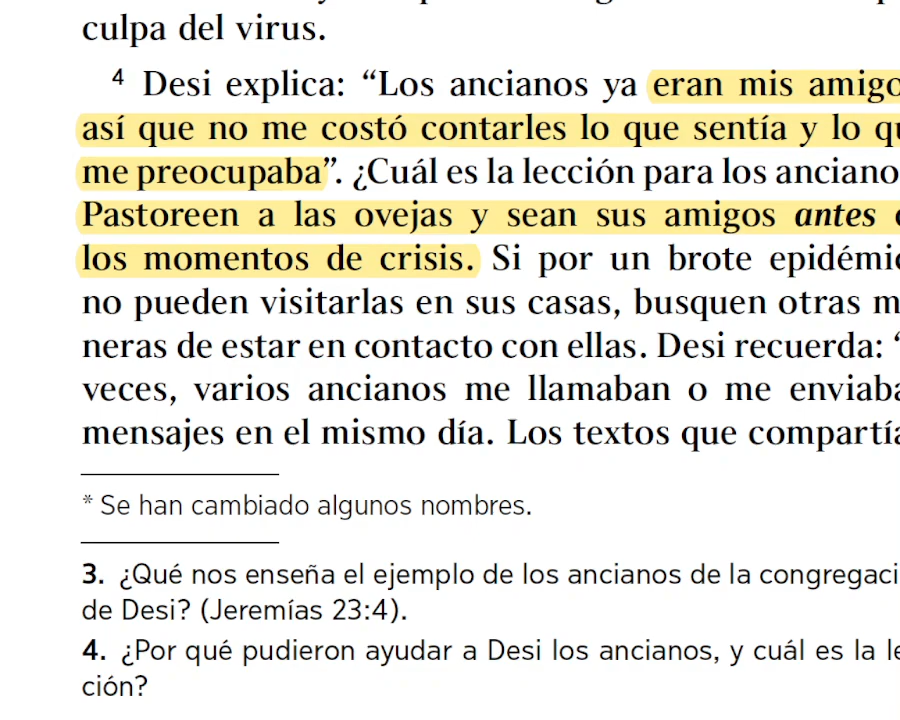 culpa del virus.
4 Desi explica: “Los ancianos ya eran mis amigo
así que no me costó contarles lo que sentía y lo qu
me preocupaba”. ¿Cuál es la lección para los anciano
Pastoreen a las ovejas y sean sus amigos antes
los momentos de crisis. Si por un brote epidémic
no pueden visitarlas en sus casas, busquen otras m
neras de estar en contacto con ellas. Desi recuerda: “
veces, varios ancianos me llamaban o me enviaba
mensajes en el mismo día. Los textos que compartía
* Se han cambiado algunos nombres.
3. ¿Qué nos enseña el ejemplo de los ancianos de la congregaci
de Desi? (Jeremías 23:4).
4. ¿Por qué pudieron ayudar a Desi los ancianos, y cuál es la le
ción?